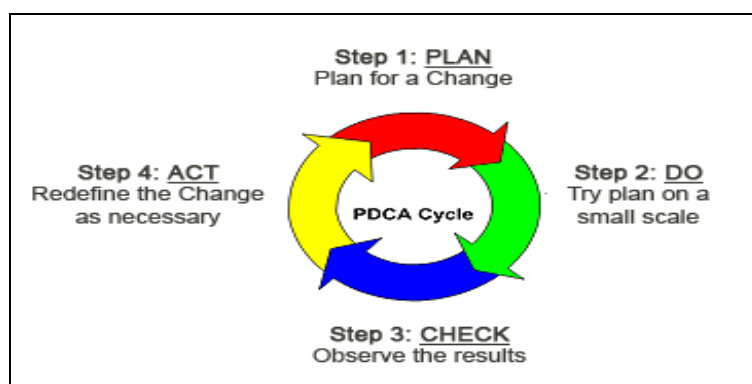 Step 1: PLAN
Plan for a Change
Step 4: ACT
Redefine the Change
as necessary
PDCA Cycle
Step 2: DO
Try plan on a
small scale
Step 3: CHECK
Observe the results